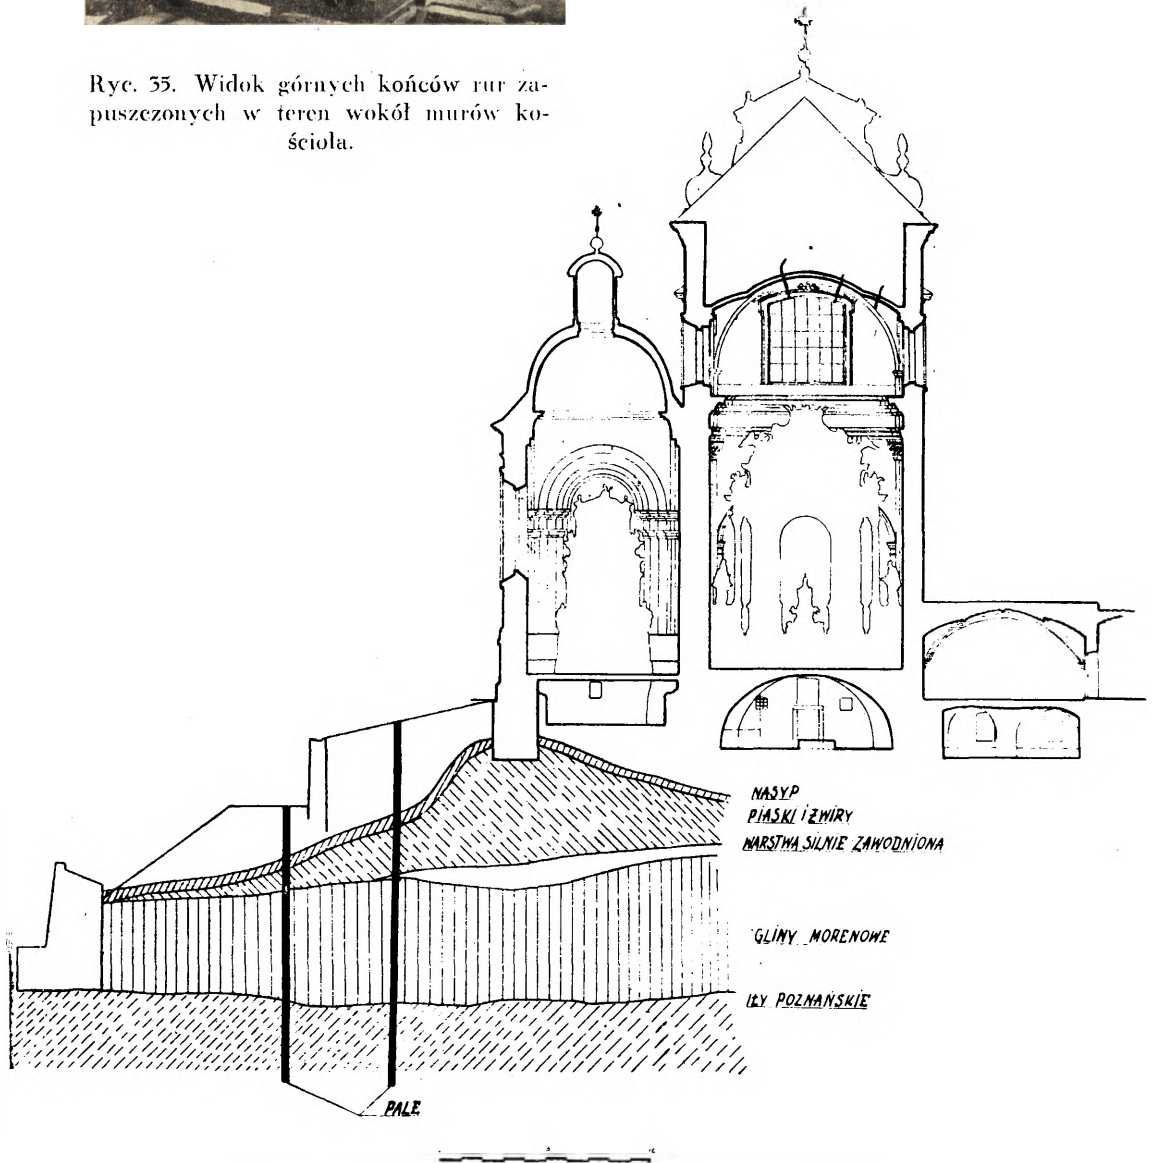 Ryc. 35. Widok górnych końców rur za-
puszczonych w teren wokół murów ko-
ścioła.
NASYP
PIASKI I ŻWIRY
WARSTWA SILNIE ZAWODNIONA
GLINY MORENOWE
IŁY POZNAŃSKIE
PALE